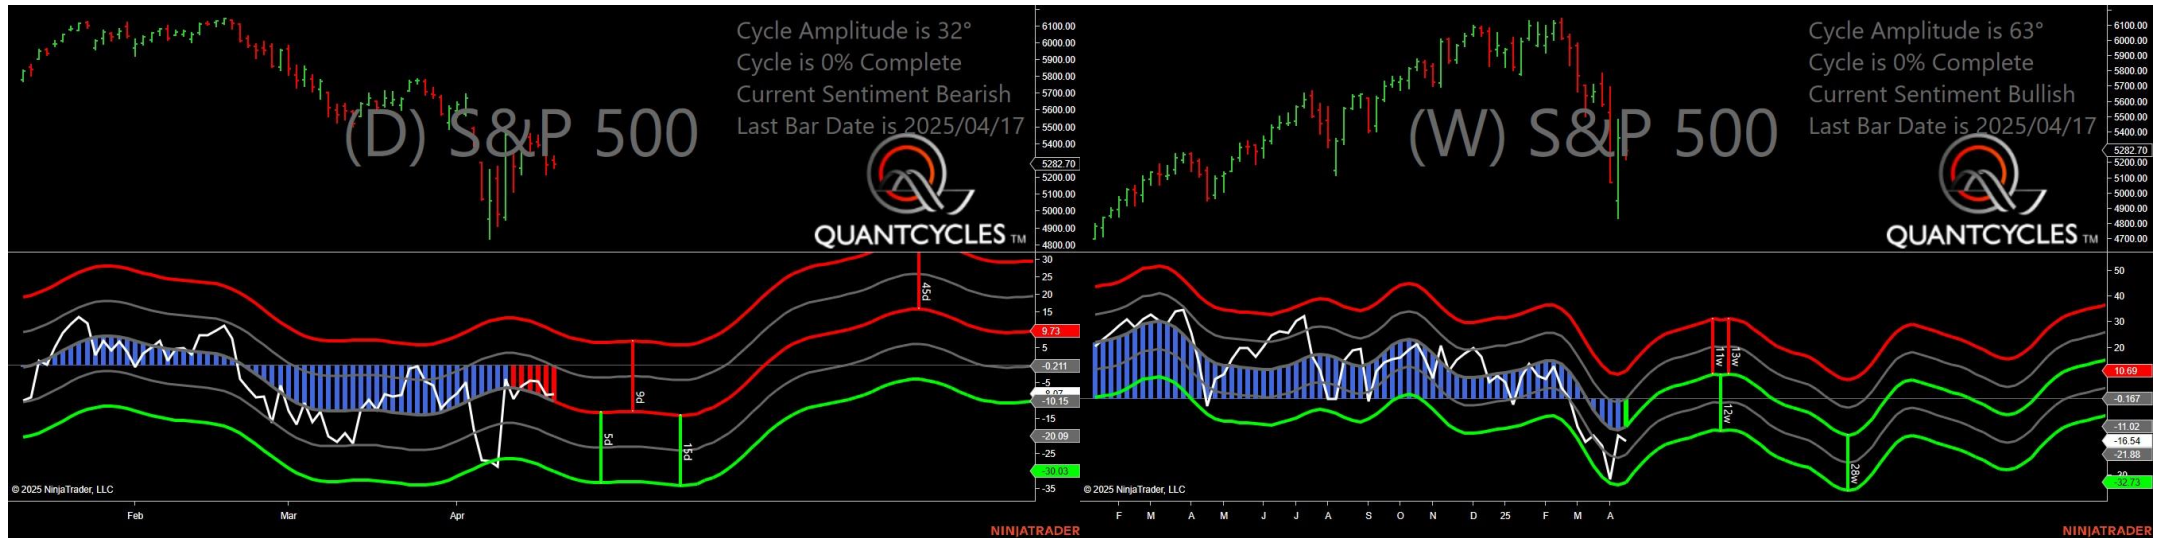 Cycle Amplitude is 32°
Cycle is 0% Complete
Current Sentiment Bearish
Last Bar Date is 2025/04/17
(D) S&P 500
QUANTCYCLES TM
6100.00
6000.00
5900.00
5800.00
5700.00
5600.00
5500.00
5400.00
5282.70
5200.00
5100.00
5000.00
4900.00
4800.00
30
25
20
15
9.73
5
-0.211
-5
-10.15
-15
-20.09
-25
-30.03
-35
45d
9d
5d
15d
© 2025 NinjaTrader, LLC
Feb Mar Apr
NINJATRADER
Cycle Amplitude is 63°
Cycle is 0% Complete
Current Sentiment Bullish
Last Bar Date is 2025/04/17
(W) S&P 500
QUANTCYCLES TM
6100.00
6000.00
5900.00
5800.00
5700.00
5600.00
5500.00
5400.00
5282.70
5200.00
5100.00
5000.00
4900.00
4800.00
4700.00
50
40
30
20
10.69
-0.167
-11.02
-16.54
-21.88
-32.73
11w
13w
12w
28w
© 2025 NinjaTrader, LLC
F M A M J J A S O N D 25 F M A
NINJATRADER